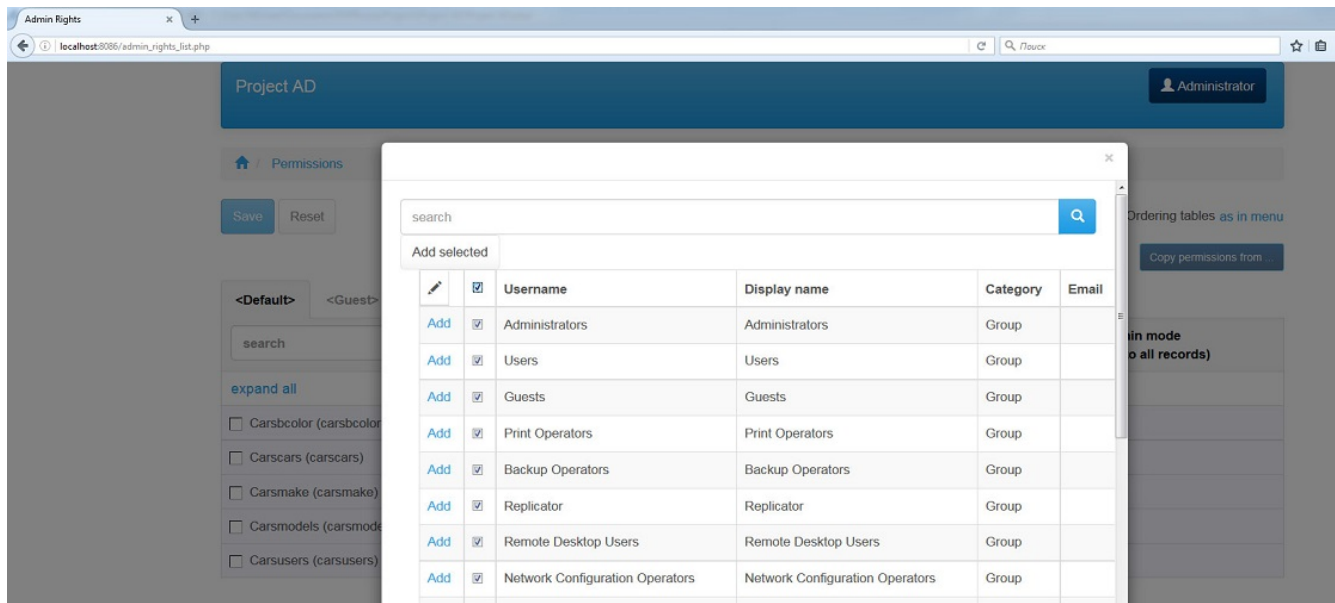 Admin Rights
localhost:8086/admin_rights_list.php
Поиск
Project AD
Administrator
/ Permissions
Save Reset
Ordering tables as in menu
Copy permissions from ...
<Default> <Guest>
search
expand all
Carsbcolor (carsbcolor
Carscars (carscars)
Carsmake (carsmake)
Carsmodels (carsmode
Carsusers (carsusers)
min mode
o all records)
×
search
Add selected
Username Display name Category Email
Add Administrators Administrators Group
Add Users Users Group
Add Guests Guests Group
Add Print Operators Print Operators Group
Add Backup Operators Backup Operators Group
Add Replicator Replicator Group
Add Remote Desktop Users Remote Desktop Users Group
Add Network Configuration Operators Network Configuration Operators Group